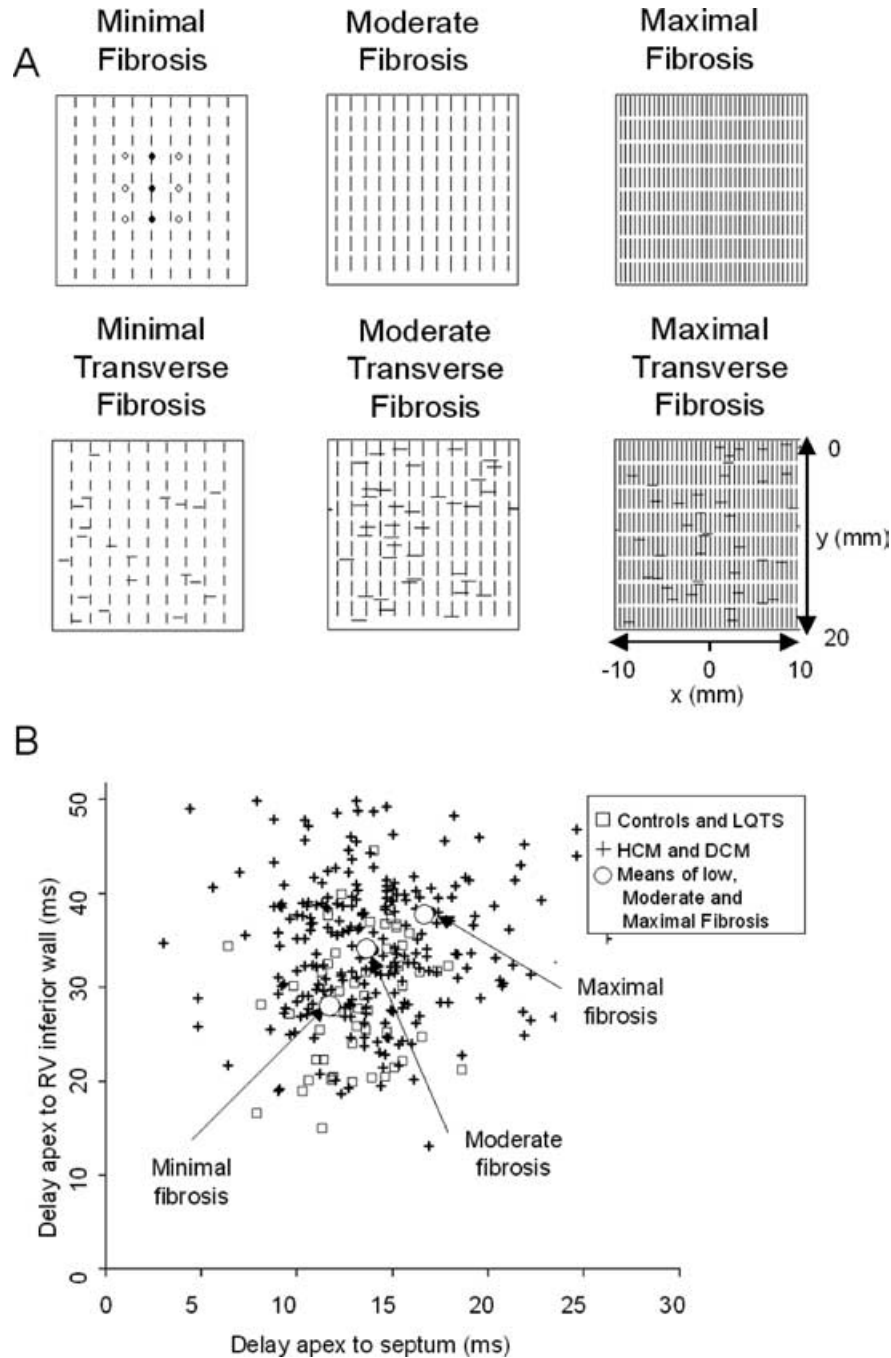 A
Minimal
Fibrosis
Moderate
Fibrosis
Maximal
Fibrosis
Minimal
Transverse
Fibrosis
Moderate
Transverse
Fibrosis
Maximal
Transverse
Fibrosis
0
y (mm)
20
-10 0 10
x (mm)
B
Delay apex to RV inferior wall (ms)
50
40
30
20
10
0
Controls and LQTS
HCM and DCM
Means of low,
Moderate and
Maximal Fibrosis
Maximal
fibrosis
Moderate
fibrosis
Minimal
fibrosis
0 5 10 15 20 25 30
Delay apex to septum (ms)